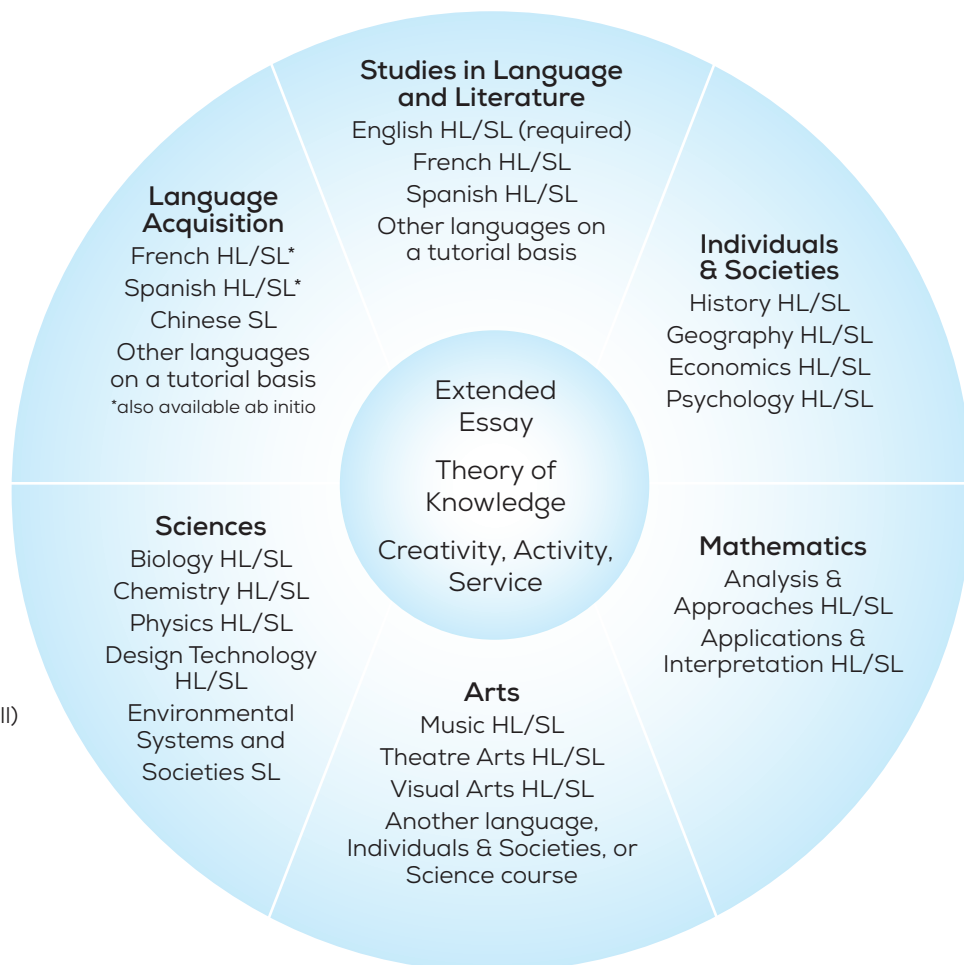 Studies in Language
and Literature
English HL/SL (required)
French HL/SL
Spanish HL/SL
Other languages on
a tutorial basis
Language
Acquisition
French HL/SL*
Spanish HL/SL*
Chinese SL
Other languages
on a tutorial basis
*also available ab initio
Individuals
& Societies
History HL/SL
Geography HL/SL
Economics HL/SL
Psychology HL/SL
Extended
Essay
Theory of
Knowledge
Creativity, Activity,
Service
Sciences
Biology HL/SL
Chemistry HL/SL
Physics HL/SL
Design Technology
HL/SL
Environmental
Systems and
Societies SL
ll)
Mathematics
Analysis &
Approaches HL/SL
Applications &
Interpretation HL/SL
Arts
Music HL/SL
Theatre Arts HL/SL
Visual Arts HL/SL
Another language,
Individuals & Societies, or
Science course